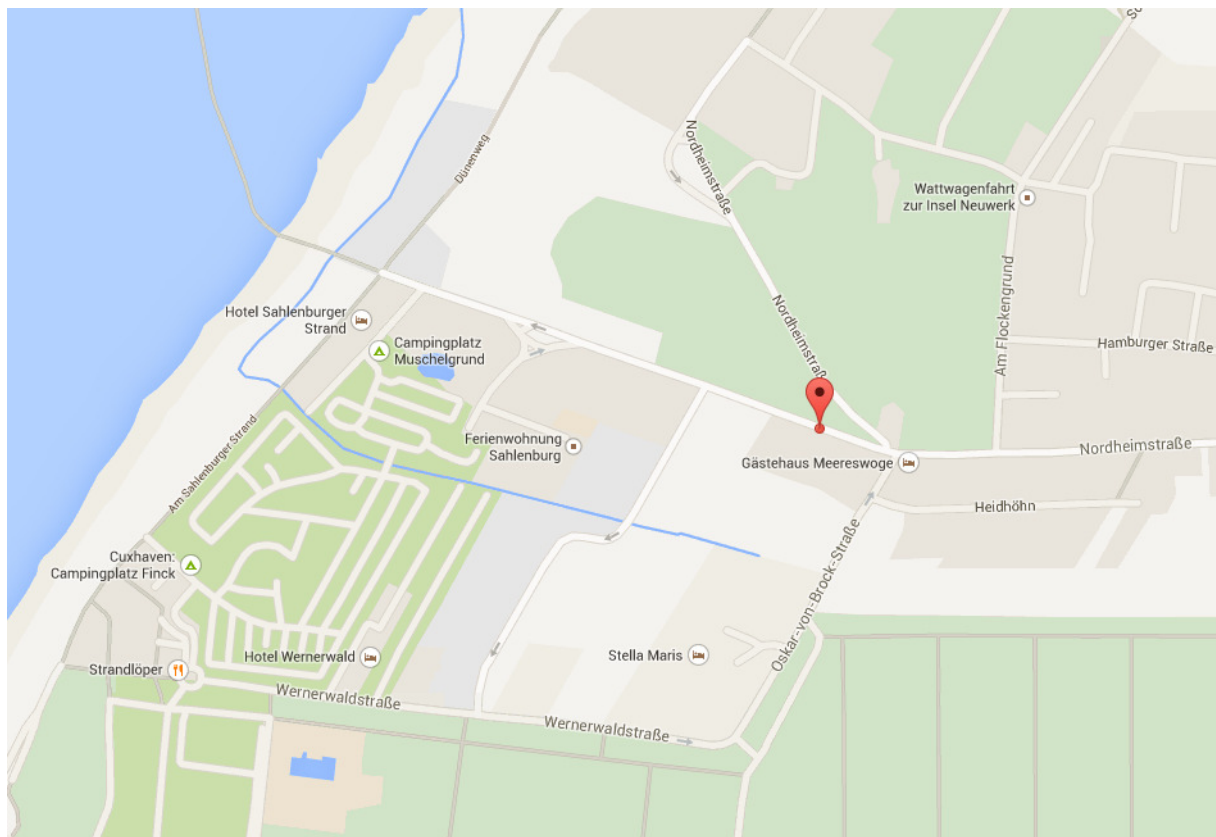 Dünenweg
Nordheimstraße
Wattwagenfahrt
zur Insel Neuwerk
Hotel Sahlenburger
Strand
Campingplatz
Muschelgrund
Nordheimstraße
Am Flockengrund
Hamburger Straße
Am Sahlenburger Strand
Ferienwohnung
Sahlenburg
Gästehaus Meereswoge
Nordheimstraße
Heidhöhn
Cuxhaven:
Campingplatz Finck
Oskar-von-Brock-Straße
Strandlöper
Hotel Wernerwald
Stella Maris
Wernerwaldstraße
Wernerwaldstraße